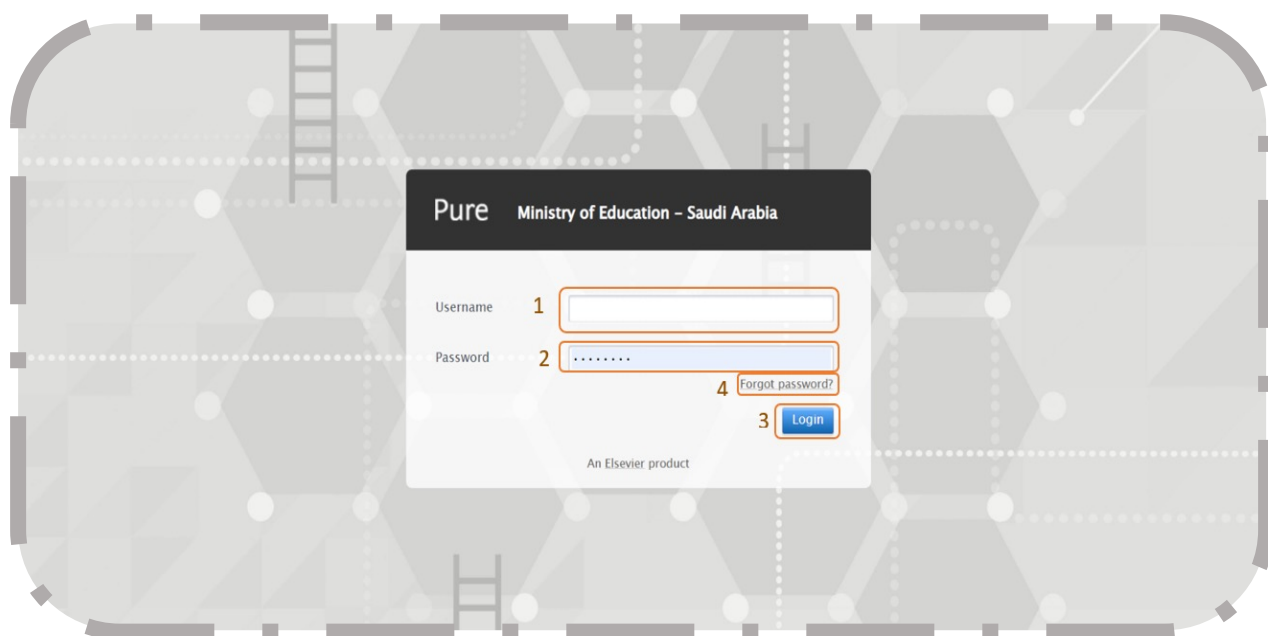 Pure Ministry of Education – Saudi Arabia
Username 1
Password 2 ........
4 Forgot password?
3 Login
An Elsevier product